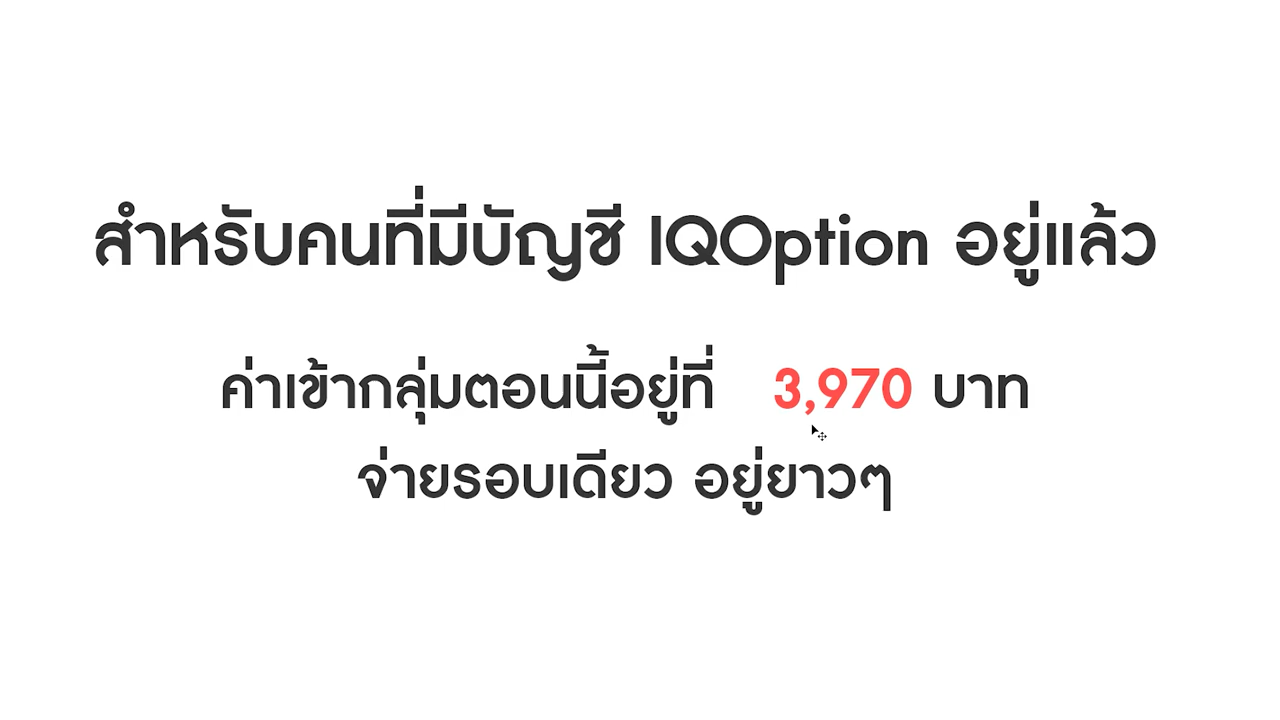 สำหรับคนที่มีบัญชี IQOption อยู่แล้ว
ค่าเข้ากลุ่มตอนนี้อยู่ที่ 3,970 บาท
จ่ายรอบเดียว อยู่ยาวๆ